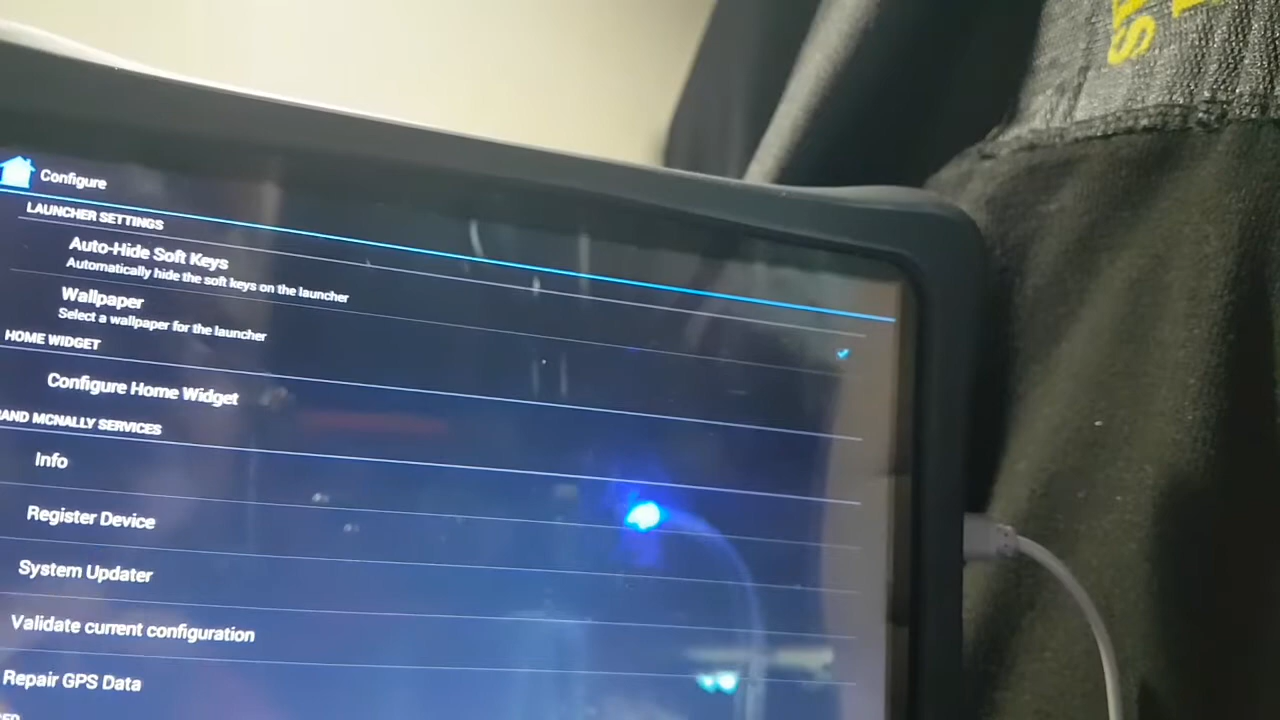 Configure
LAUNCHER SETTINGS
Auto-Hide Soft Keys
Automatically hide the soft keys on the launcher
Wallpaper
Select a wallpaper for the launcher
HOME WIDGET
Configure Home Widget
AND MCNALLY SERVICES
Info
Register Device
System Updater
Validate current configuration
Repair GPS Data